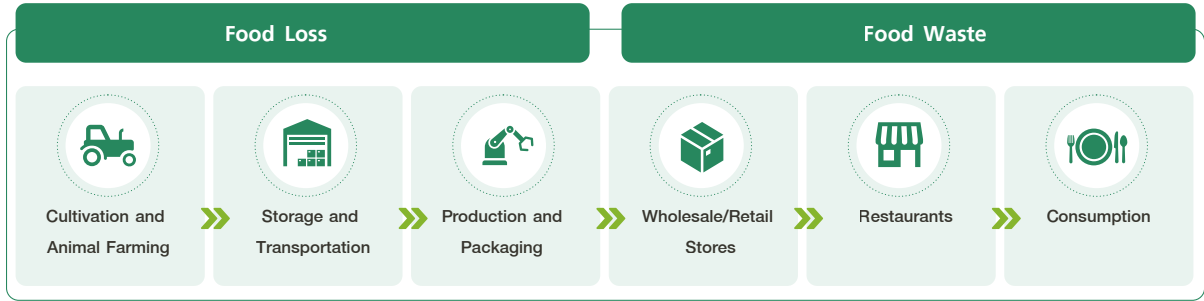 Food Loss
Food Waste
Cultivation and
Animal Farming
Storage and
Transportation
Production and
Packaging
Wholesale/Retail
Stores
Restaurants
Consumption